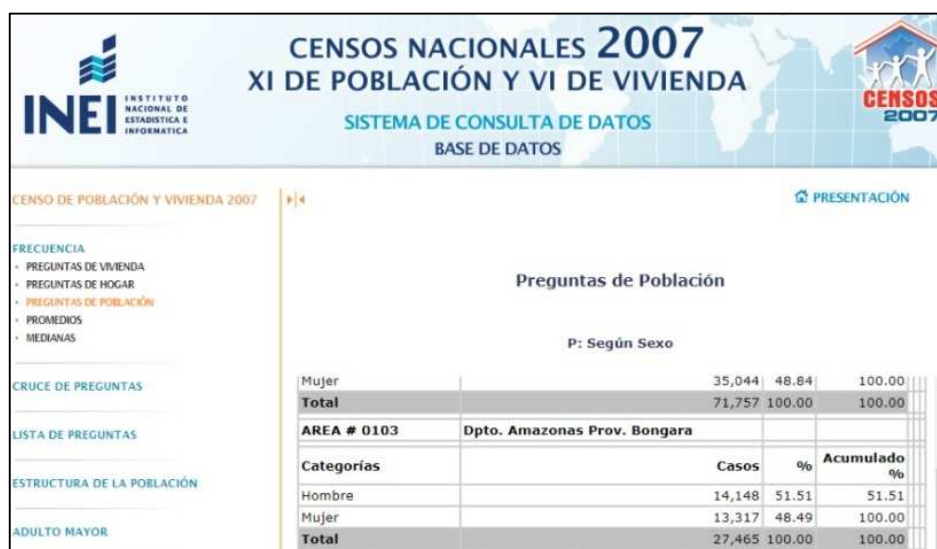 INEI
INSTITUTO
NACIONAL DE
ESTADISTICA E
INFORMATICA
CENSOS NACIONALES 2007
XI DE POBLACIÓN Y VI DE VIVIENDA
SISTEMA DE CONSULTA DE DATOS
BASE DE DATOS
CENSOS
2007
CENSO DE POBLACIÓN Y VIVIENDA 2007
FRECUENCIA
PREGUNTAS DE VIVIENDA
PREGUNTAS DE HOGAR
PREGUNTAS DE POBLACIÓN
PROMEDIOS
MEDIANAS
CRUCE DE PREGUNTAS
LISTA DE PREGUNTAS
ESTRUCTURA DE LA POBLACIÓN
ADULTO MAYOR
PRESENTACIÓN
Preguntas de Población
P: Según Sexo
Mujer 35,044 48.84 100.00
Total 71,757 100.00 100.00
AREA # 0103 Dpto. Amazonas Prov. Bongara
Categorías Casos % Acumulado %
Hombre 14,148 51.51 51.51
Mujer 13,317 48.49 100.00
Total 27,465 100.00 100.00